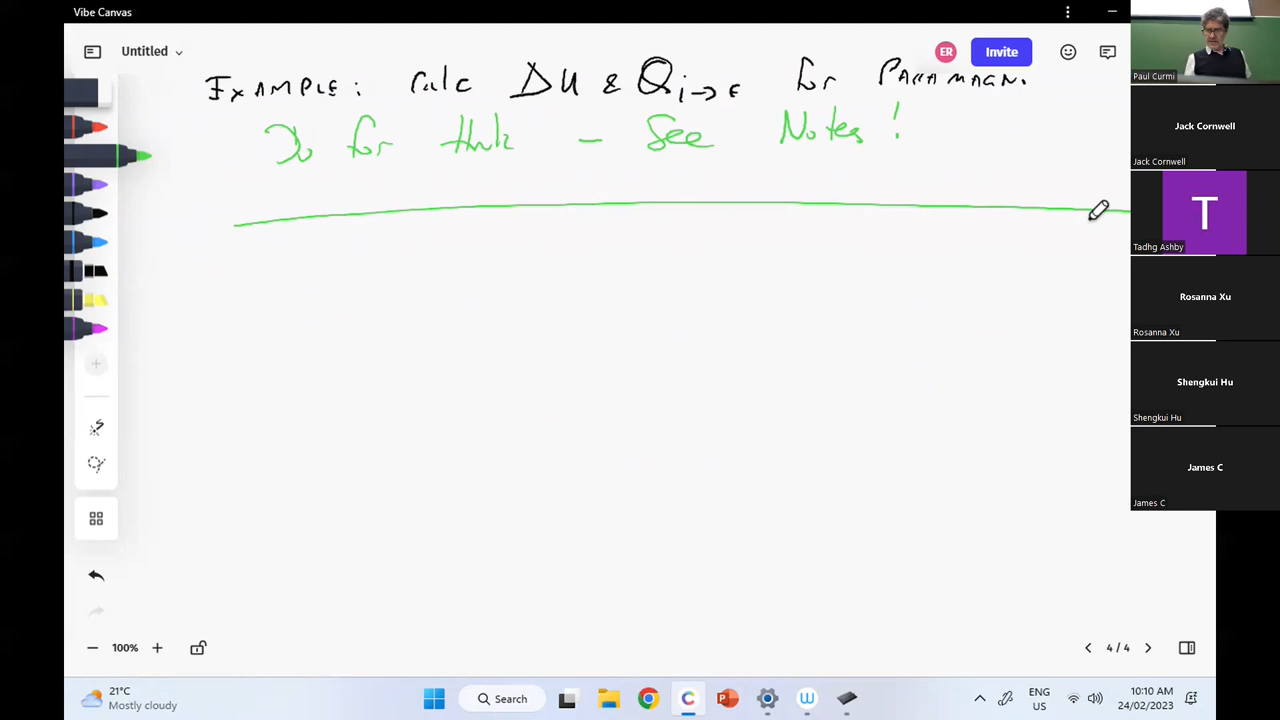 Vibe Canvas
Untitled
ER
Invite
EXAMPLE: calc ΔU & Q i→f for PARAMAGN.
Do for - See Notes!
Paul Curmi
Jack Cornwell
Jack Cornwell
T
Tadhg Ashby
Rosanna Xu
Rosanna Xu
Shengkui Hu
Shengkui Hu
James C
James C
100%
4 / 4
21°C
Mostly cloudy
Search
ENG
US
10:10 AM
24/02/2023